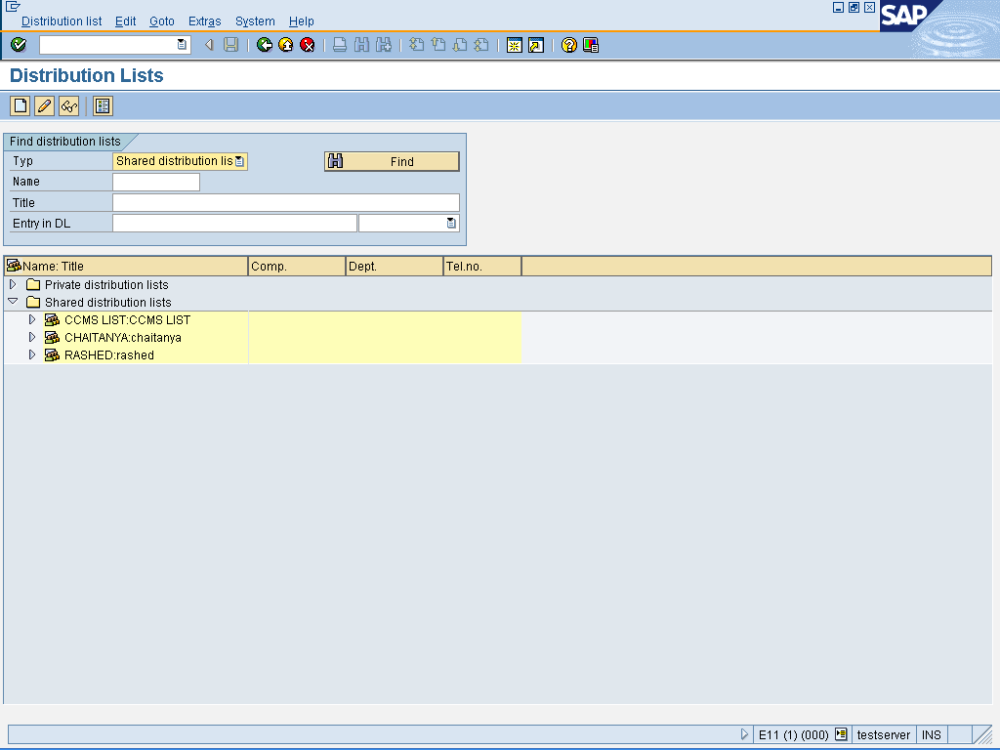 Distribution list Edit Goto Extras System Help
SAP
Distribution Lists
Find distribution lists
Typ Shared distribution lis Find
Name
Title
Entry in DL
Name: Title Comp. Dept. Tel.no.
Private distribution lists
Shared distribution lists
CCMS LIST:CCMS LIST
CHAITANYA:chaitanya
RASHED:rashed
E11 (1) (000) testserver INS